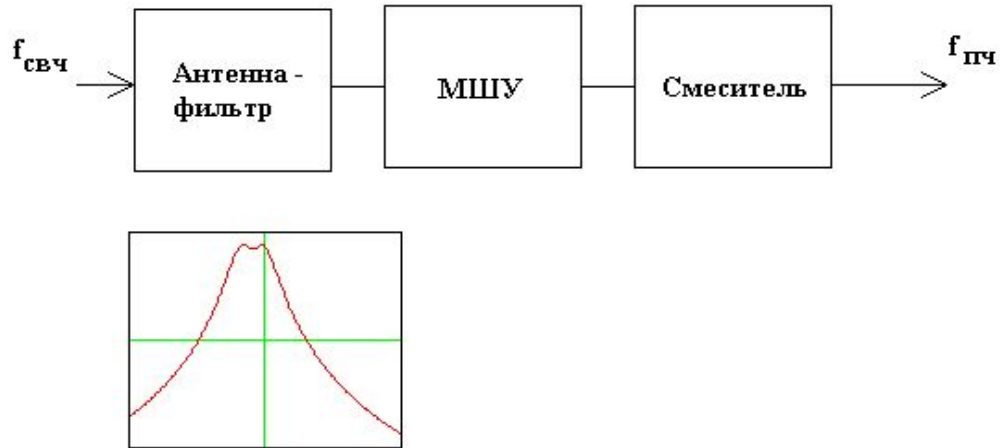 fсвч
Антенна -
фильтр
МШУ
Смеситель
fпч